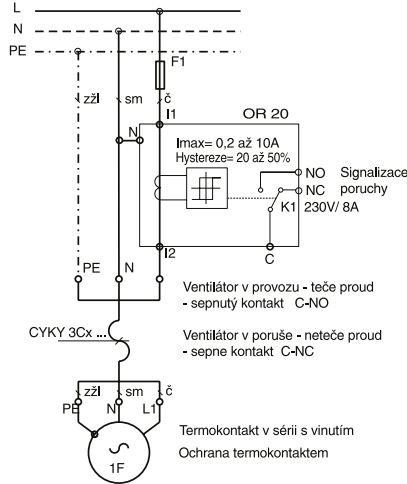 L
N
PE
F1
zžl
sm
č
N
I1
OR 20
Imax= 0,2 až 10A
Hystereze= 20 až 50%
NO
NC
Signalizace
poruchy
K1
230V/ 8A
I2
C
PE
N
Ventilátor v provozu - teče proud
- sepnutý kontakt C-NO
CYKY 3Cx ...
Ventilátor v poruše - neteče proud
- sepne kontakt C-NC
zžl
sm
č
PE
N
L1
1F
Termokontakt v sérii s vinutím
Ochrana termokontaktem